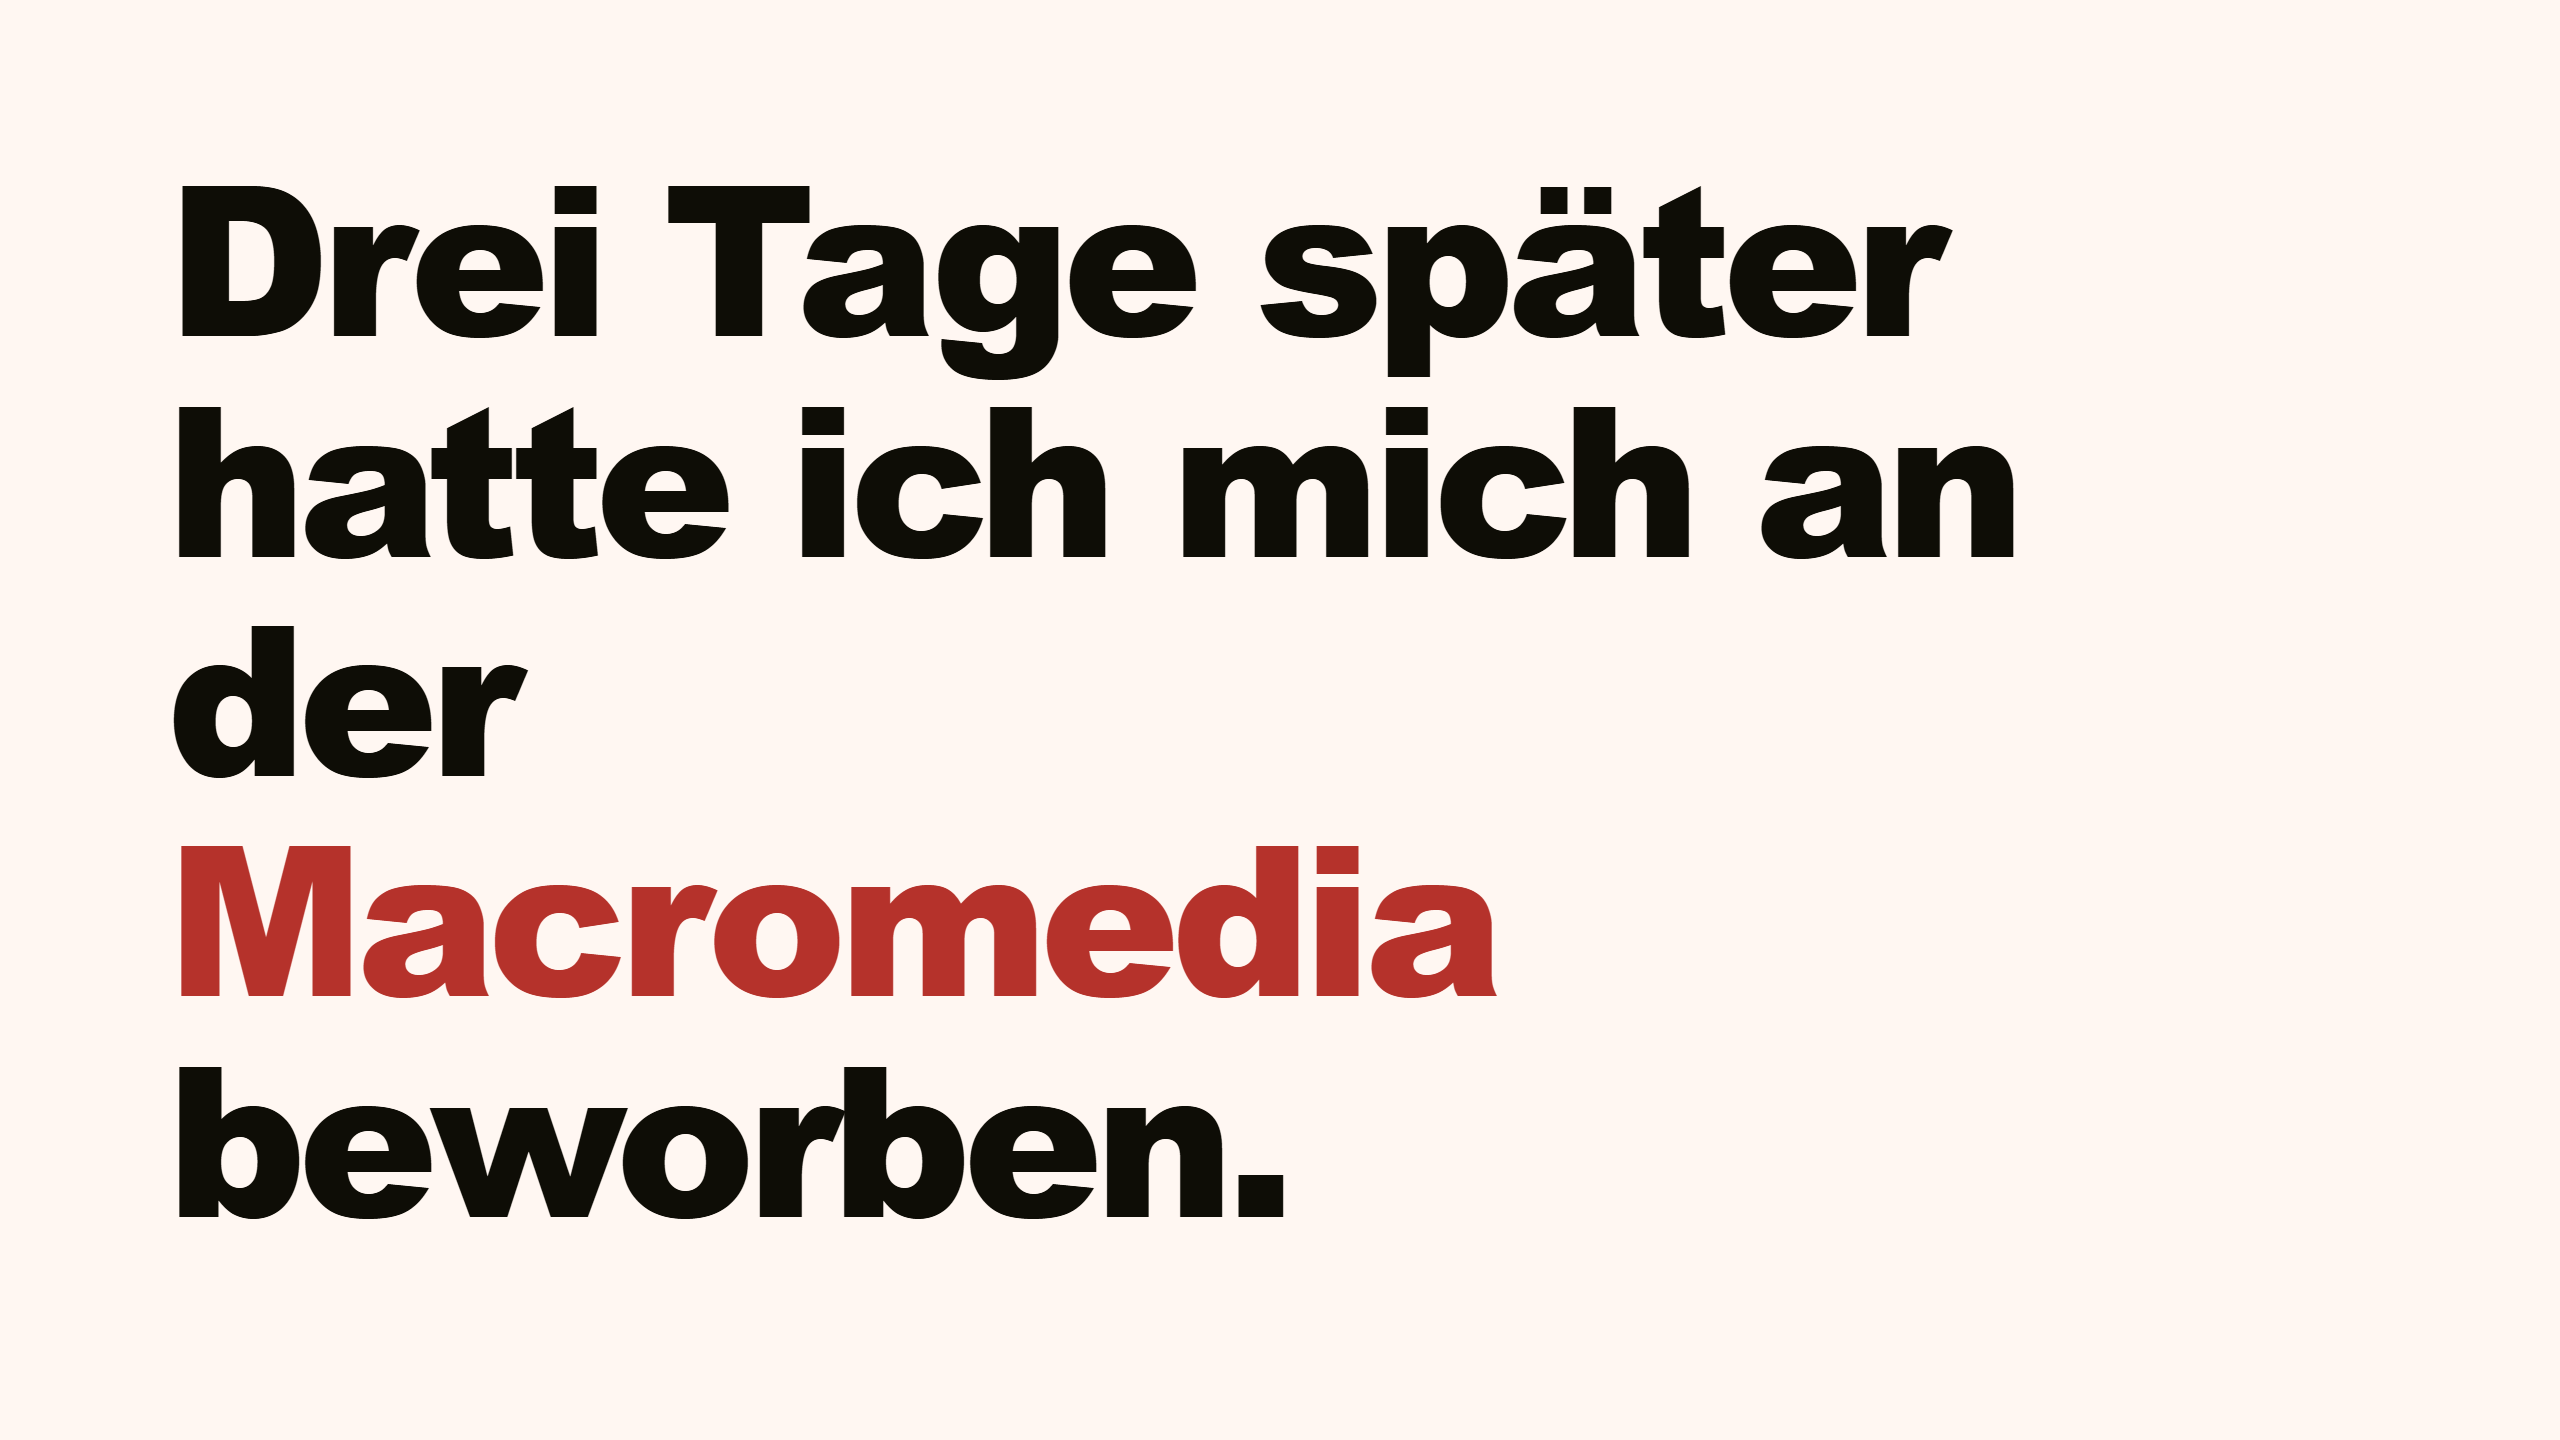 Drei Tage später
hatte ich mich an
der
Macromedia
beworben.